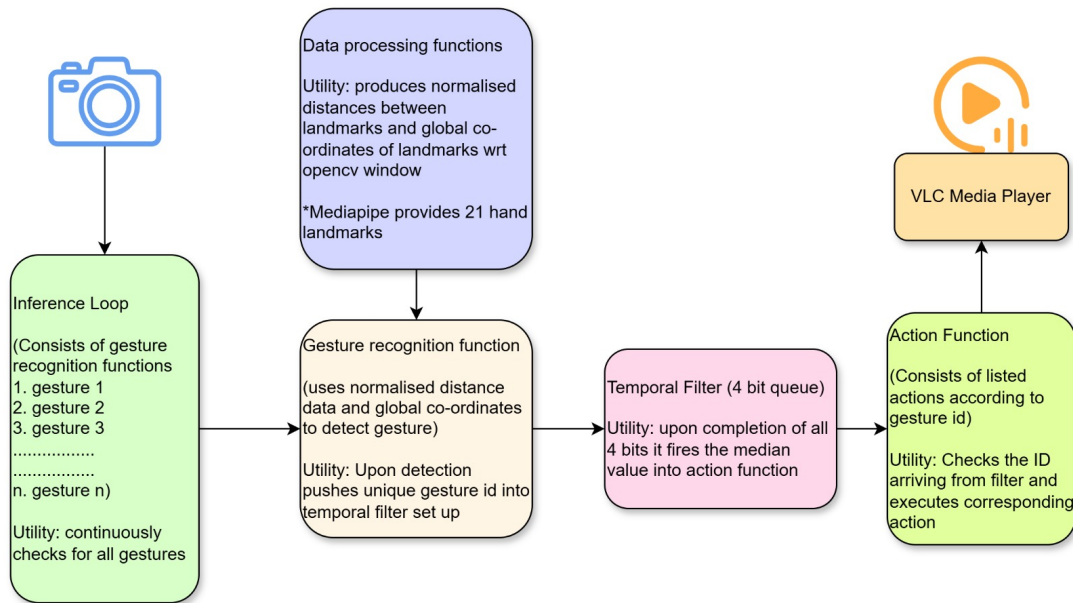 Data processing functions
Utility: produces normalised
distances between
landmarks and global co-
ordinates of landmarks wrt
opencv window
*Mediapipe provides 21 hand
landmarks
VLC Media Player
Inference Loop
(Consists of gesture
recognition functions
1. gesture 1
2. gesture 2
3. gesture 3
.................
.................
n. gesture n)
Utility: continuously
checks for all gestures
Gesture recognition function
(uses normalised distance
data and global co-ordinates
to detect gesture)
Utility: Upon detection
pushes unique gesture id into
temporal filter set up
Temporal Filter (4 bit queue)
Utility: upon completion of all
4 bits it fires the median
value into action function
Action Function
(Consists of listed
actions according to
gesture id)
Utility: Checks the ID
arriving from filter and
executes corresponding
action